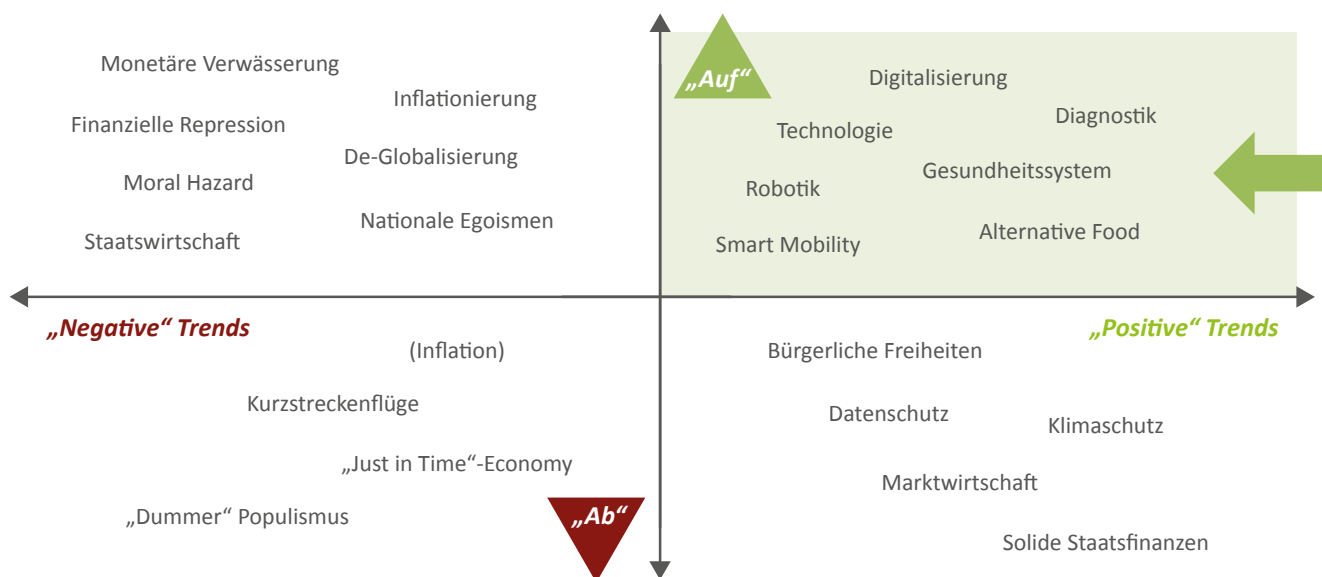 Monetäre Verwässerung
Inflationierung
Finanzielle Repression
De-Globalisierung
Moral Hazard
Nationale Egoismen
Staatswirtschaft
„Auf“
Digitalisierung
Diagnostik
Technologie
Gesundheitssystem
Robotik
Alternative Food
Smart Mobility
„Negative“ Trends
„Positive“ Trends
(Inflation)
Kurzstreckenflüge
„Just in Time“-Economy
„Dummer“ Populismus
„Ab“
Bürgerliche Freiheiten
Datenschutz
Klimaschutz
Marktwirtschaft
Solide Staatsfinanzen